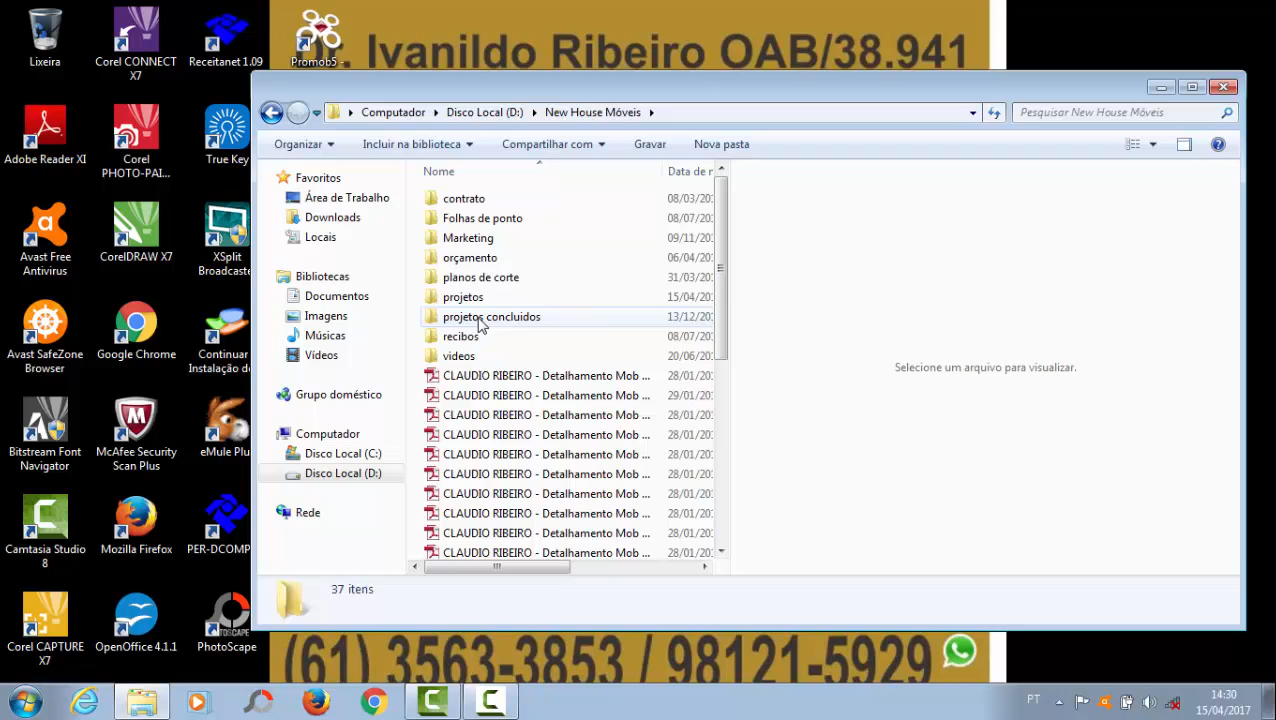 Dr. Ivanildo Ribeiro OAB/38.941
Lixeira
Corel CONNECT X7
Receitanet 1.09
Promob5 -
Adobe Reader XI
Corel PHOTO-PAI...
True Key
Avast Free Antivirus
CorelDRAW X7
XSplit Broadcaste
Avast SafeZone Browser
Google Chrome
Continuar Instalação do
Bitstream Font Navigator
McAfee Security Scan Plus
eMule Plu
Camtasia Studio 8
Mozilla Firefox
PER-DCOMP
Corel CAPTURE X7
OpenOffice 4.1.1
PhotoScape
Computador
Disco Local (D:)
New House Móveis
Pesquisar New House Móveis
Organizar
Incluir na biblioteca
Compartilhar com
Gravar
Nova pasta
Favoritos
Área de Trabalho
Downloads
Locais
Bibliotecas
Documentos
Imagens
Músicas
Vídeos
Grupo doméstico
Computador
Disco Local (C:)
Disco Local (D:)
Rede
Nome Data de n
contrato 08/03/20
Folhas de ponto 08/07/20
Marketing 09/11/20
orçamento 06/04/20
planos de corte 31/03/20
projetos 15/04/20
projetos concluidos 13/12/20
recibos 08/07/20
videos 20/06/20
CLAUDIO RIBEIRO - Detalhamento Mob ... 28/01/20
CLAUDIO RIBEIRO - Detalhamento Mob ... 29/01/20
CLAUDIO RIBEIRO - Detalhamento Mob ... 28/01/20
CLAUDIO RIBEIRO - Detalhamento Mob ... 28/01/20
CLAUDIO RIBEIRO - Detalhamento Mob ... 28/01/20
CLAUDIO RIBEIRO - Detalhamento Mob ... 28/01/20
CLAUDIO RIBEIRO - Detalhamento Mob ... 28/01/20
CLAUDIO RIBEIRO - Detalhamento Mob ... 28/01/20
CLAUDIO RIBEIRO - Detalhamento Mob ... 28/01/20
CLAUDIO RIBEIRO - Detalhamento Mob ... 28/01/20
Selecione um arquivo para visualizar.
37 itens
(61) 3563-3853 / 98121-5929
PT
14:30
15/04/2017